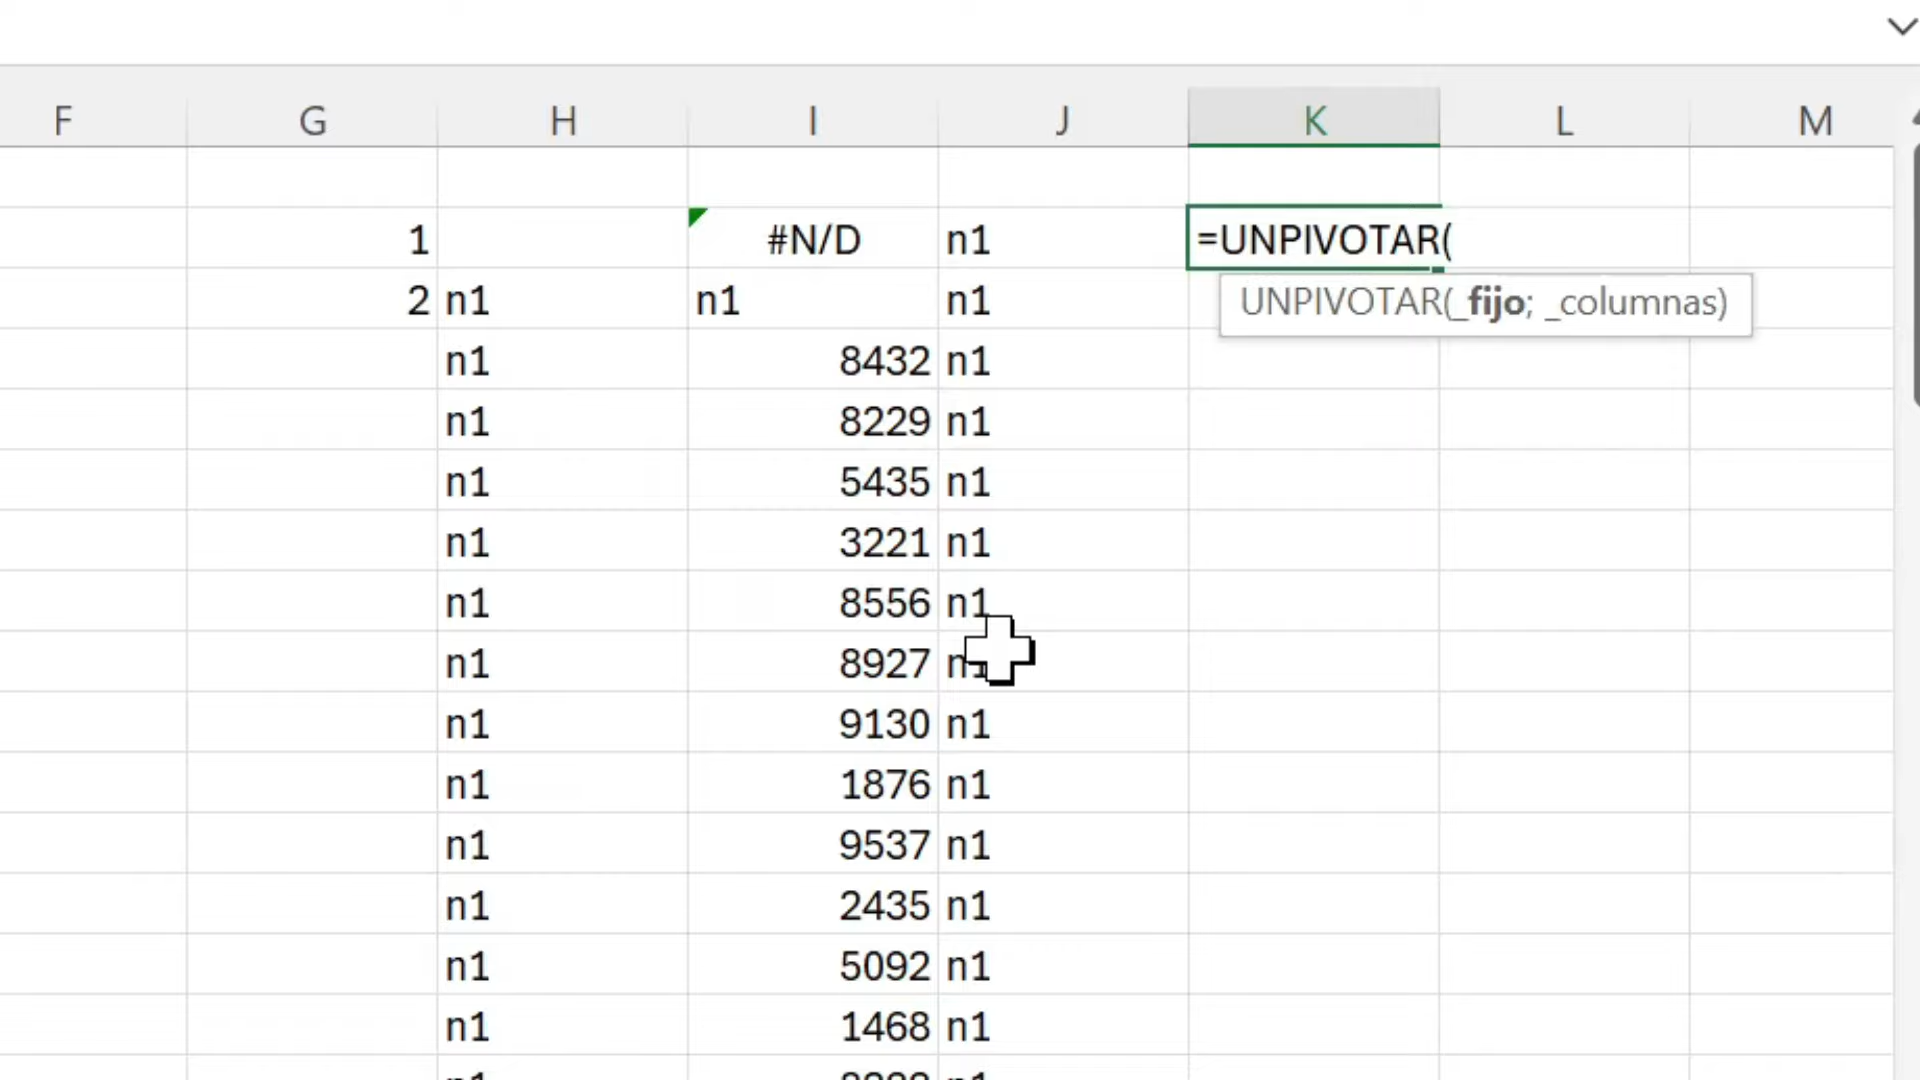 F G H I J K L M
1 #N/D n1 =UNPIVOTAR(
2 n1 n1 n1 UNPIVOTAR(_fijo; _columnas)
n1 8432 n1
n1 8229 n1
n1 5435 n1
n1 3221 n1
n1 8556 n1
n1 8927 n1
n1 9130 n1
n1 1876 n1
n1 9537 n1
n1 2435 n1
n1 5092 n1
n1 1468 n1